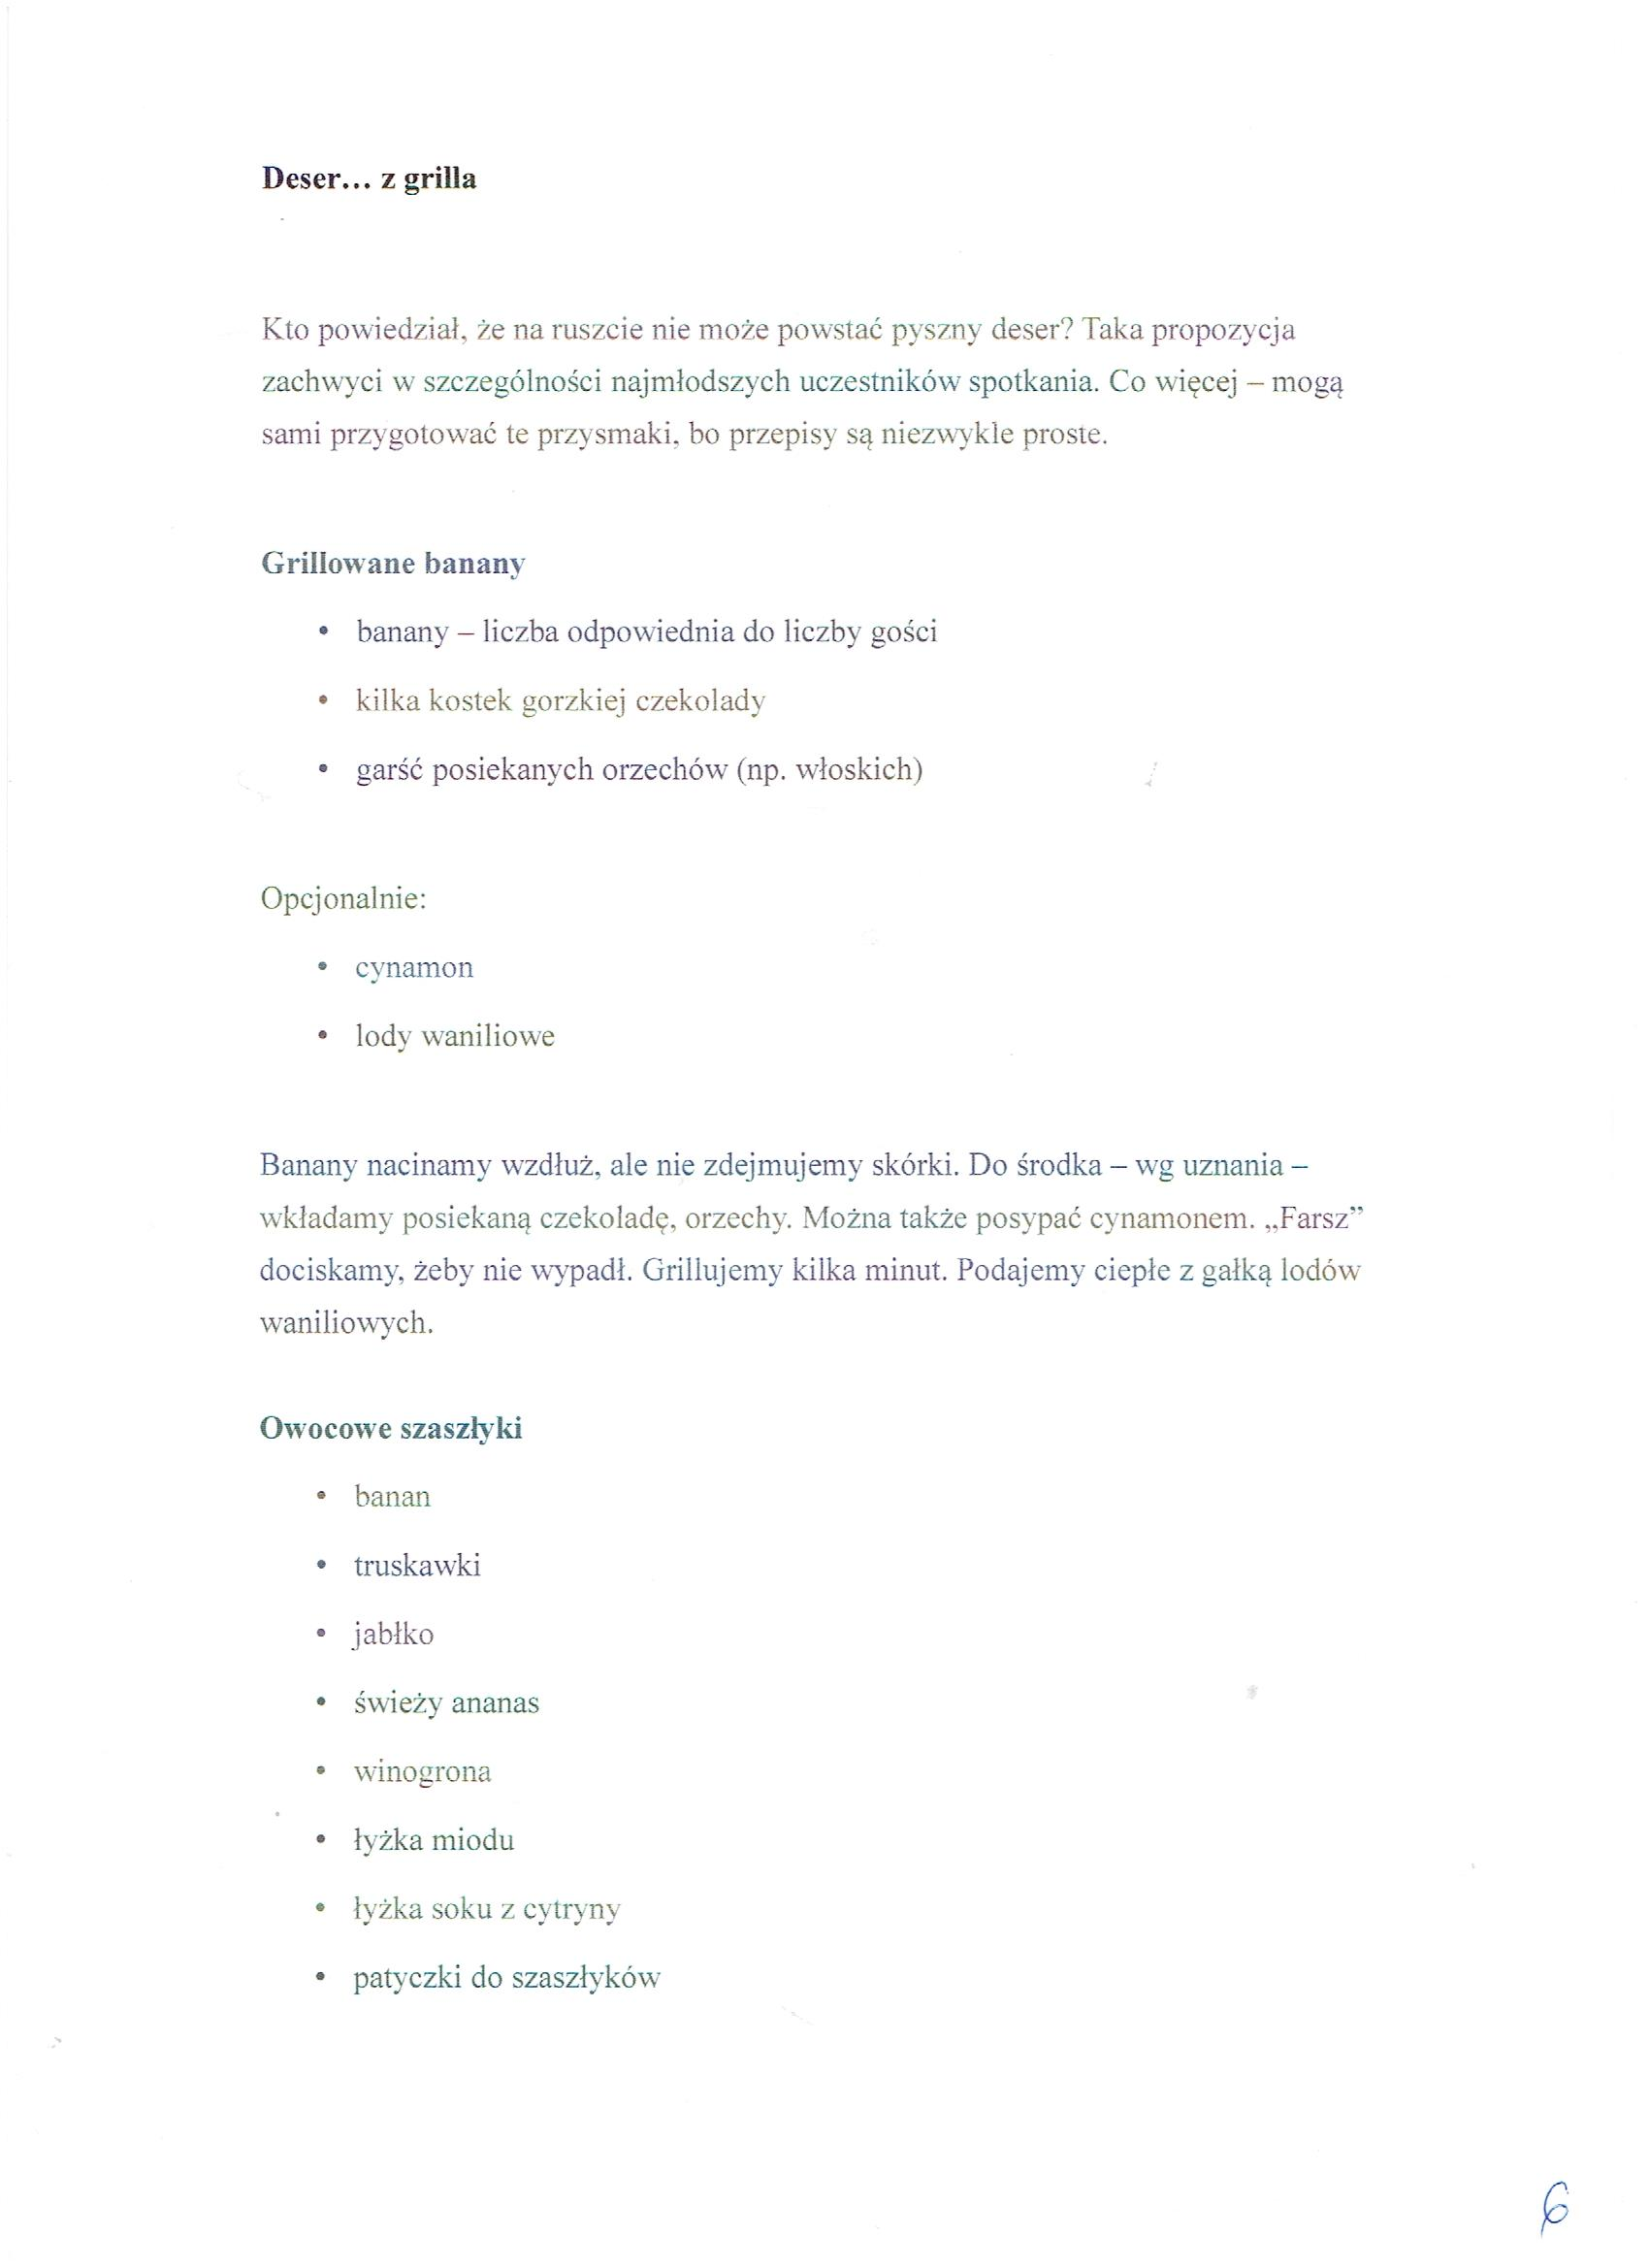 Deser... z grilla
Kto powiedział, że na ruszcie nie może powstać pyszny deser? Taka propozycja
zachwyci w szczególności najmłodszych uczestników spotkania. Co więcej – mogą
sami przygotować te przysmaki, bo przepisy są niezwykle proste.
Grillowane banany
• banany – liczba odpowiednia do liczby gości
• kilka kostek gorzkiej czekolady
• garść posiekanych orzechów (np. włoskich)
Opcjonalnie:
• cynamon
• lody waniliowe
Banany nacinamy wzdłuż, ale nie zdejmujemy skórki. Do środka – wg uznania –
wkładamy posiekaną czekoladę, orzechy. Można także posypać cynamonem. „Farsz”
dociskamy, żeby nie wypadł. Grillujemy kilka minut. Podajemy ciepłe z gałką lodów
waniliowych.
Owocowe szaszłyki
• banan
• truskawki
• jabłko
• świeży ananas
• winogrona
• łyżka miodu
• łyżka soku z cytryny
• patyczki do szaszłyków
6